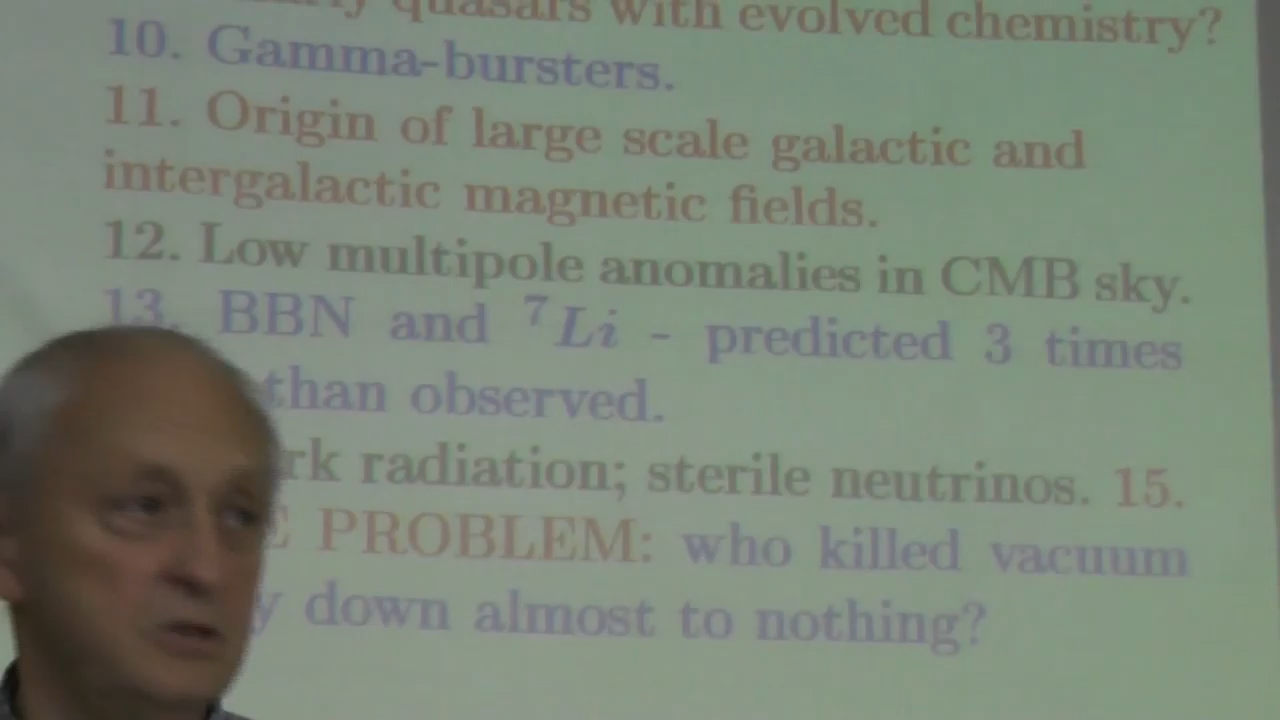 quasars with evolved chemistry?
10. Gamma-bursters.
11. Origin of large scale galactic and
intergalactic magnetic fields.
12. Low multipole anomalies in CMB sky.
13. BBN and ⁷Li - predicted 3 times
than observed.
rk radiation; sterile neutrinos. 15.
E PROBLEM: who killed vacuum
y down almost to nothing?